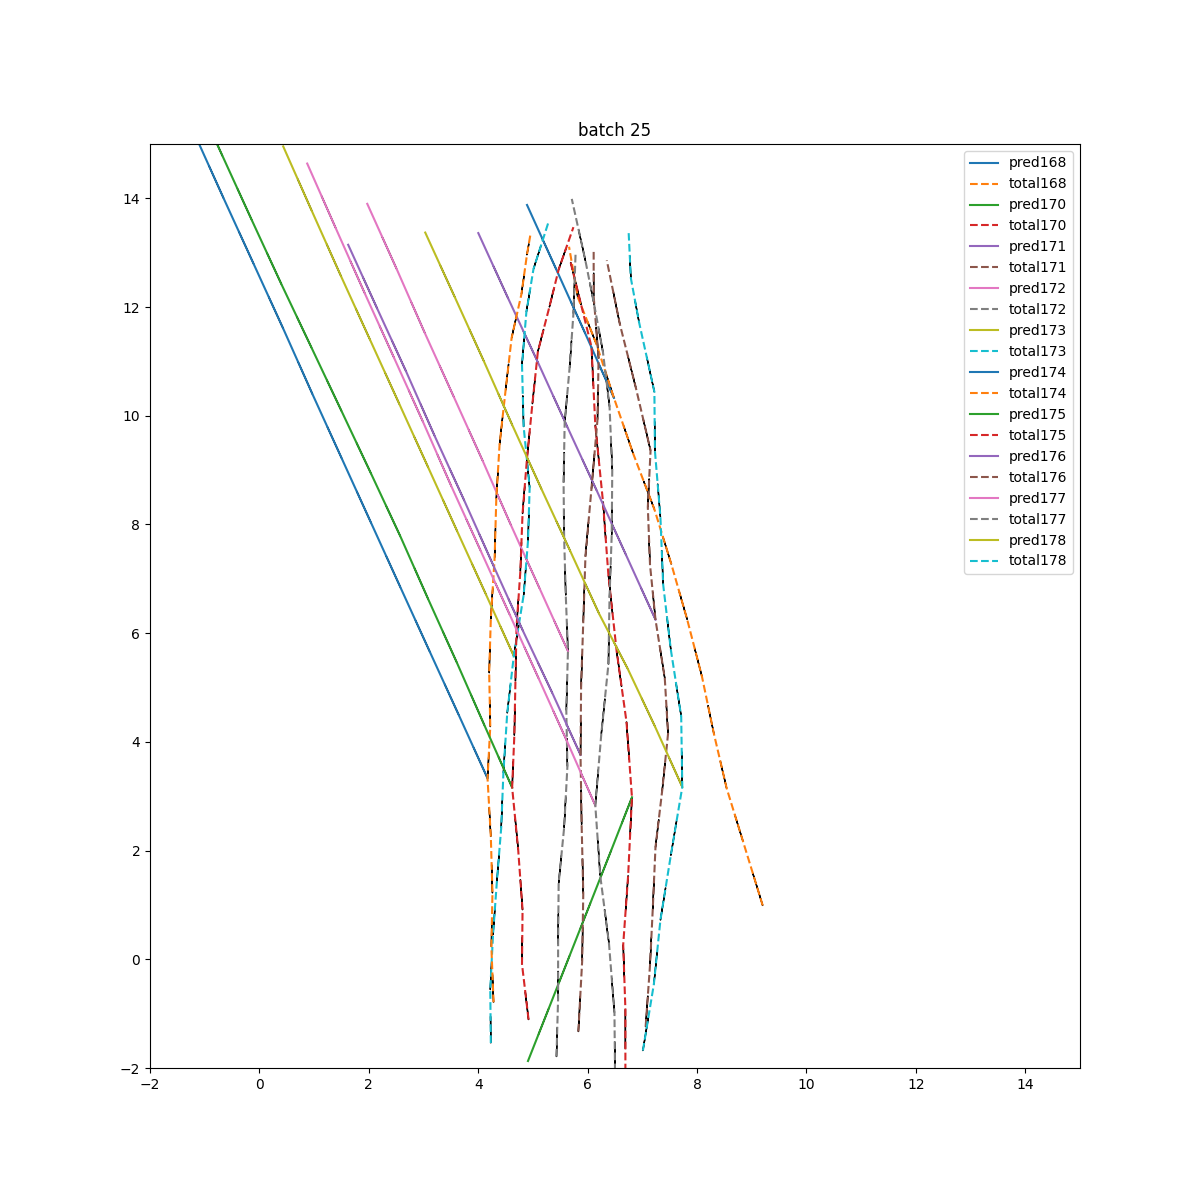 batch 25
pred168
total168
pred170
total170
pred171
total171
pred172
total172
pred173
total173
pred174
total174
pred175
total175
pred176
total176
pred177
total177
pred178
total178
14
12
10
8
6
4
2
0
−2
−2 0 2 4 6 8 10 12 14